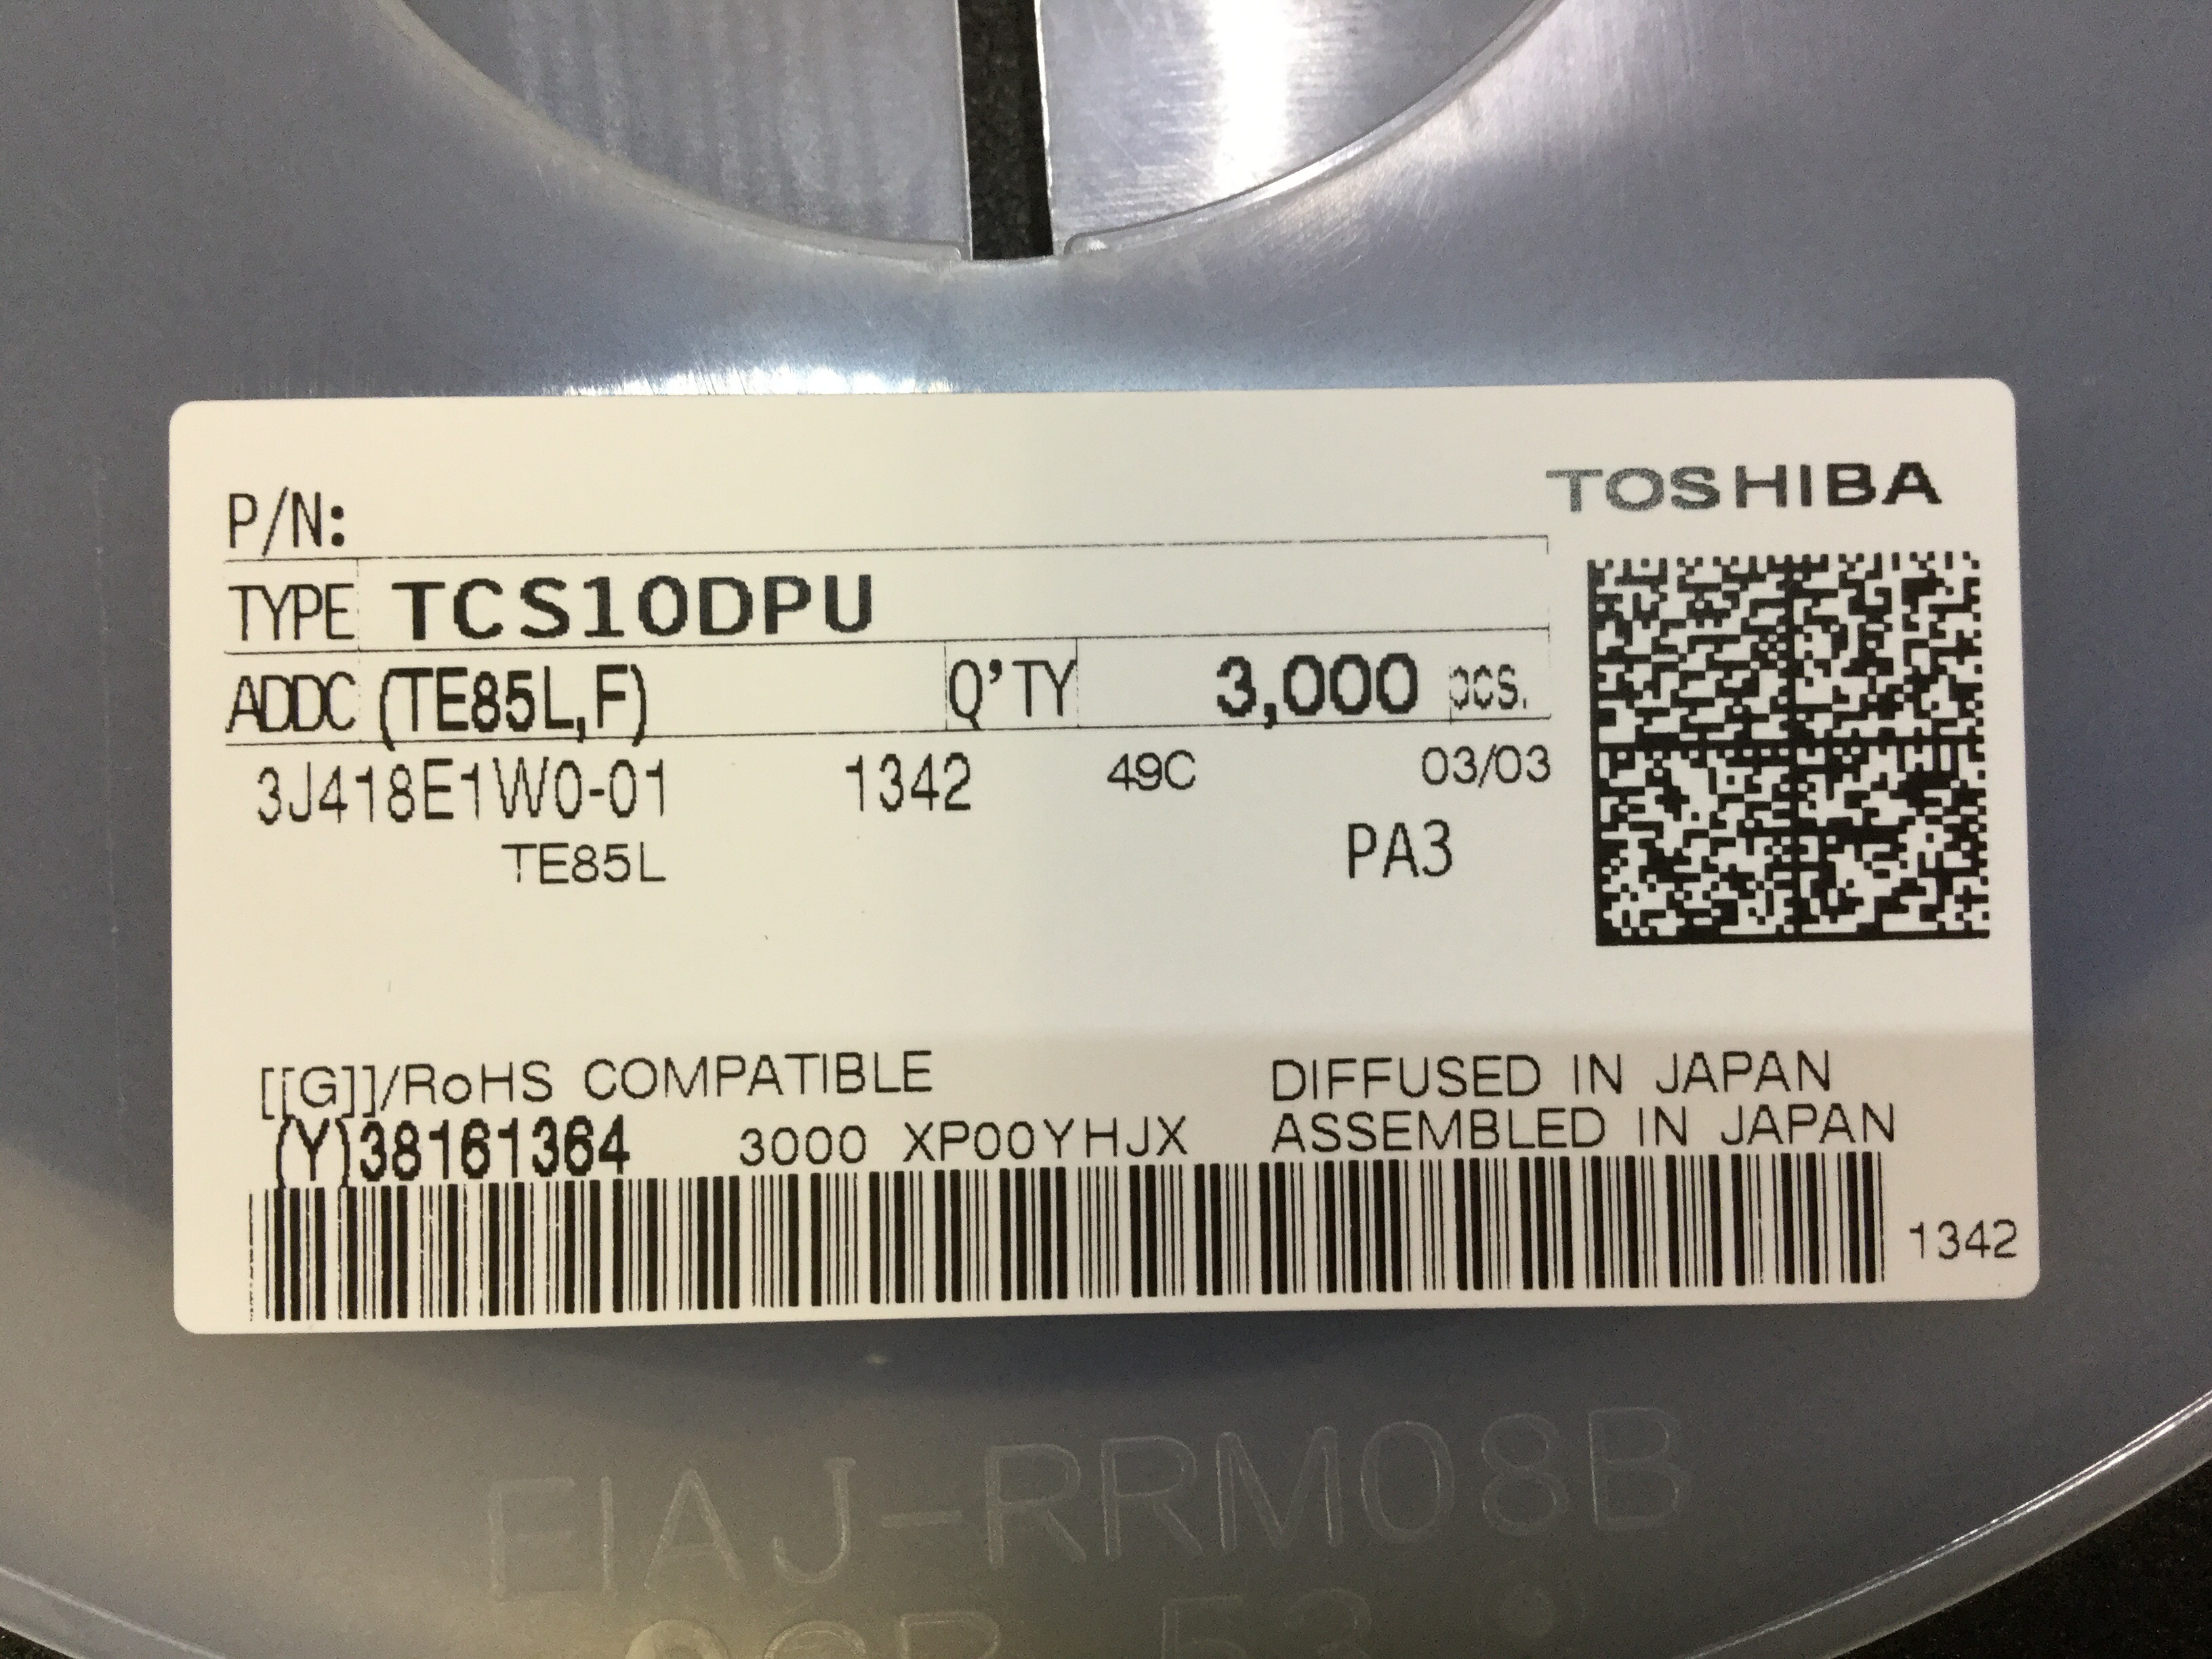 TOSHIBA
P/N:
TYPE TCS10DPU
ADDC (TE85L,F) Q'TY 3,000 pcs.
3J418E1W0-01 1342 49C 03/03
TE85L PA3
[[G]]/RoHS COMPATIBLE DIFFUSED IN JAPAN
(Y)38161364 3000 XP00YHJX ASSEMBLED IN JAPAN
1342
EIAJ-RRM08B